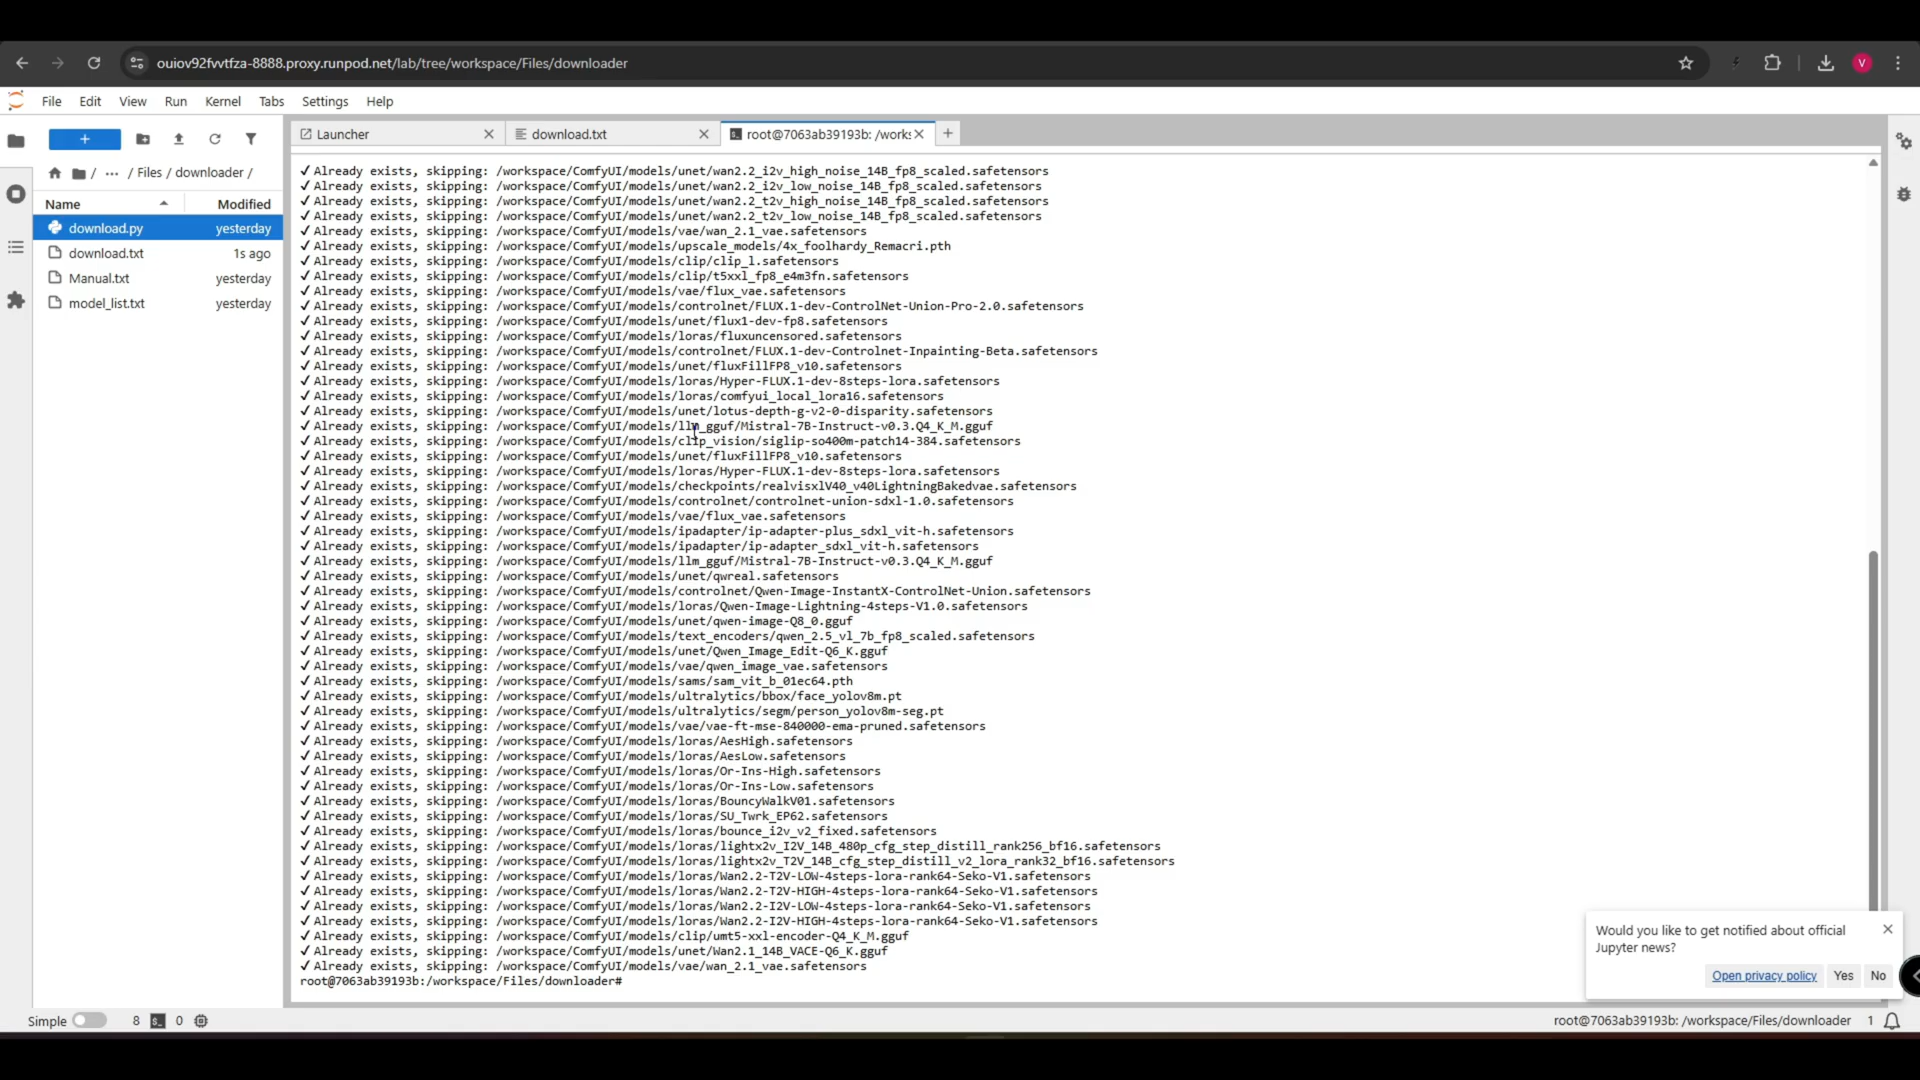 ouiov92fvvtfza-8888.proxy.runpod.net/lab/tree/workspace/Files/downloader
V
File Edit View Run Kernel Tabs Settings Help
+
Launcher
download.txt
root@7063ab39193b: /works
/ ··· / Files / downloader /
Name Modified
download.py yesterday
download.txt 1s ago
Manual.txt yesterday
model_list.txt yesterday
✓ Already exists, skipping: /workspace/ComfyUI/models/unet/wan2.2_i2v_high_noise_14B_fp8_scaled.safetensors
✓ Already exists, skipping: /workspace/ComfyUI/models/unet/wan2.2_i2v_low_noise_14B_fp8_scaled.safetensors
✓ Already exists, skipping: /workspace/ComfyUI/models/unet/wan2.2_t2v_high_noise_14B_fp8_scaled.safetensors
✓ Already exists, skipping: /workspace/ComfyUI/models/unet/wan2.2_t2v_low_noise_14B_fp8_scaled.safetensors
✓ Already exists, skipping: /workspace/ComfyUI/models/vae/wan_2.1_vae.safetensors
✓ Already exists, skipping: /workspace/ComfyUI/models/upscale_models/4x_foolhardy_Remacri.pth
✓ Already exists, skipping: /workspace/ComfyUI/models/clip/clip_l.safetensors
✓ Already exists, skipping: /workspace/ComfyUI/models/clip/t5xxl_fp8_e4m3fn.safetensors
✓ Already exists, skipping: /workspace/ComfyUI/models/vae/flux_vae.safetensors
✓ Already exists, skipping: /workspace/ComfyUI/models/controlnet/FLUX.1-dev-ControlNet-Union-Pro-2.0.safetensors
✓ Already exists, skipping: /workspace/ComfyUI/models/unet/flux1-dev-fp8.safetensors
✓ Already exists, skipping: /workspace/ComfyUI/models/loras/fluxuncensored.safetensors
✓ Already exists, skipping: /workspace/ComfyUI/models/controlnet/FLUX.1-dev-Controlnet-Inpainting-Beta.safetensors
✓ Already exists, skipping: /workspace/ComfyUI/models/unet/fluxFillFP8_v10.safetensors
✓ Already exists, skipping: /workspace/ComfyUI/models/loras/Hyper-FLUX.1-dev-8steps-lora.safetensors
✓ Already exists, skipping: /workspace/ComfyUI/models/loras/comfyui_local_lora16.safetensors
✓ Already exists, skipping: /workspace/ComfyUI/models/unet/lotus-depth-g-v2-0-disparity.safetensors
✓ Already exists, skipping: /workspace/ComfyUI/models/llm_gguf/Mistral-7B-Instruct-v0.3.Q4_K_M.gguf
✓ Already exists, skipping: /workspace/ComfyUI/models/clip_vision/siglip-so400m-patch14-384.safetensors
✓ Already exists, skipping: /workspace/ComfyUI/models/unet/fluxFillFP8_v10.safetensors
✓ Already exists, skipping: /workspace/ComfyUI/models/loras/Hyper-FLUX.1-dev-8steps-lora.safetensors
✓ Already exists, skipping: /workspace/ComfyUI/models/checkpoints/realvisxlV40_v40LightningBakedvae.safetensors
✓ Already exists, skipping: /workspace/ComfyUI/models/controlnet/controlnet-union-sdxl-1.0.safetensors
✓ Already exists, skipping: /workspace/ComfyUI/models/vae/flux_vae.safetensors
✓ Already exists, skipping: /workspace/ComfyUI/models/ipadapter/ip-adapter-plus_sdxl_vit-h.safetensors
✓ Already exists, skipping: /workspace/ComfyUI/models/ipadapter/ip-adapter_sdxl_vit-h.safetensors
✓ Already exists, skipping: /workspace/ComfyUI/models/llm_gguf/Mistral-7B-Instruct-v0.3.Q4_K_M.gguf
✓ Already exists, skipping: /workspace/ComfyUI/models/unet/qwreal.safetensors
✓ Already exists, skipping: /workspace/ComfyUI/models/controlnet/Qwen-Image-InstantX-ControlNet-Union.safetensors
✓ Already exists, skipping: /workspace/ComfyUI/models/loras/Qwen-Image-Lightning-4steps-V1.0.safetensors
✓ Already exists, skipping: /workspace/ComfyUI/models/unet/qwen-image-Q8_0.gguf
✓ Already exists, skipping: /workspace/ComfyUI/models/text_encoders/qwen_2.5_vl_7b_fp8_scaled.safetensors
✓ Already exists, skipping: /workspace/ComfyUI/models/unet/Qwen_Image_Edit-Q6_K.gguf
✓ Already exists, skipping: /workspace/ComfyUI/models/vae/qwen_image_vae.safetensors
✓ Already exists, skipping: /workspace/ComfyUI/models/sams/sam_vit_b_01ec64.pth
✓ Already exists, skipping: /workspace/ComfyUI/models/ultralytics/bbox/face_yolov8m.pt
✓ Already exists, skipping: /workspace/ComfyUI/models/ultralytics/segm/person_yolov8m-seg.pt
✓ Already exists, skipping: /workspace/ComfyUI/models/vae/vae-ft-mse-840000-ema-pruned.safetensors
✓ Already exists, skipping: /workspace/ComfyUI/models/loras/AesHigh.safetensors
✓ Already exists, skipping: /workspace/ComfyUI/models/loras/AesLow.safetensors
✓ Already exists, skipping: /workspace/ComfyUI/models/loras/Or-Ins-High.safetensors
✓ Already exists, skipping: /workspace/ComfyUI/models/loras/Or-Ins-Low.safetensors
✓ Already exists, skipping: /workspace/ComfyUI/models/loras/BouncyWalkV01.safetensors
✓ Already exists, skipping: /workspace/ComfyUI/models/loras/SU_Twrk_EP62.safetensors
✓ Already exists, skipping: /workspace/ComfyUI/models/loras/bounce_i2v_v2_fixed.safetensors
✓ Already exists, skipping: /workspace/ComfyUI/models/loras/lightx2v_I2V_14B_480p_cfg_step_distill_rank256_bf16.safetensors
✓ Already exists, skipping: /workspace/ComfyUI/models/loras/lightx2v_T2V_14B_cfg_step_distill_v2_lora_rank32_bf16.safetensors
✓ Already exists, skipping: /workspace/ComfyUI/models/loras/Wan2.2-T2V-LOW-4steps-lora-rank64-Seko-V1.safetensors
✓ Already exists, skipping: /workspace/ComfyUI/models/loras/Wan2.2-T2V-HIGH-4steps-lora-rank64-Seko-V1.safetensors
✓ Already exists, skipping: /workspace/ComfyUI/models/loras/Wan2.2-I2V-LOW-4steps-lora-rank64-Seko-V1.safetensors
✓ Already exists, skipping: /workspace/ComfyUI/models/loras/Wan2.2-I2V-HIGH-4steps-lora-rank64-Seko-V1.safetensors
✓ Already exists, skipping: /workspace/ComfyUI/models/clip/umt5-xxl-encoder-Q4_K_M.gguf
✓ Already exists, skipping: /workspace/ComfyUI/models/unet/Wan2.1_14B_VACE-Q6_K.gguf
✓ Already exists, skipping: /workspace/ComfyUI/models/vae/wan_2.1_vae.safetensors
root@7063ab39193b:/workspace/Files/downloader#
Would you like to get notified about official
Jupyter news?
Open privacy policy Yes No
Simple 8 0
root@7063ab39193b: /workspace/Files/downloader 1